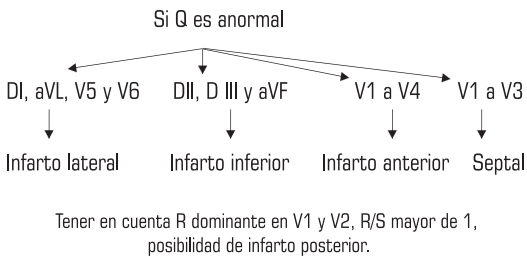 Si Q es anormal
DI, aVL, V5 y V6 DII, D III y aVF V1 a V4 V1 a V3
Infarto lateral Infarto inferior Infarto anterior Septal
Tener en cuenta R dominante en V1 y V2, R/S mayor de 1,
posibilidad de infarto posterior.